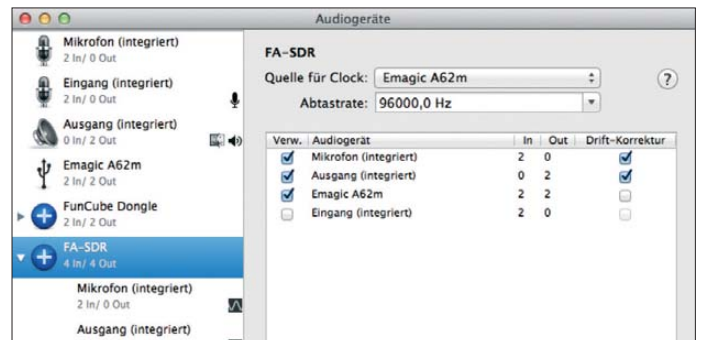 Audiogeräte
Mikrofon (integriert)
2 In/ 0 Out
Eingang (integriert)
2 In/ 0 Out
Ausgang (integriert)
0 In/ 2 Out
Emagic A62m
2 In/ 2 Out
FunCube Dongle
2 In/ 2 Out
FA-SDR
4 In/ 4 Out
Mikrofon (integriert)
2 In/ 0 Out
Ausgang (integriert)
FA-SDR
Quelle für Clock: Emagic A62m ?
Abtastrate: 96000,0 Hz
Verw. Audiogerät In Out Drift-Korrektur
Mikrofon (integriert) 2 0
Ausgang (integriert) 0 2
Emagic A62m 2 2
Eingang (integriert) 2 0